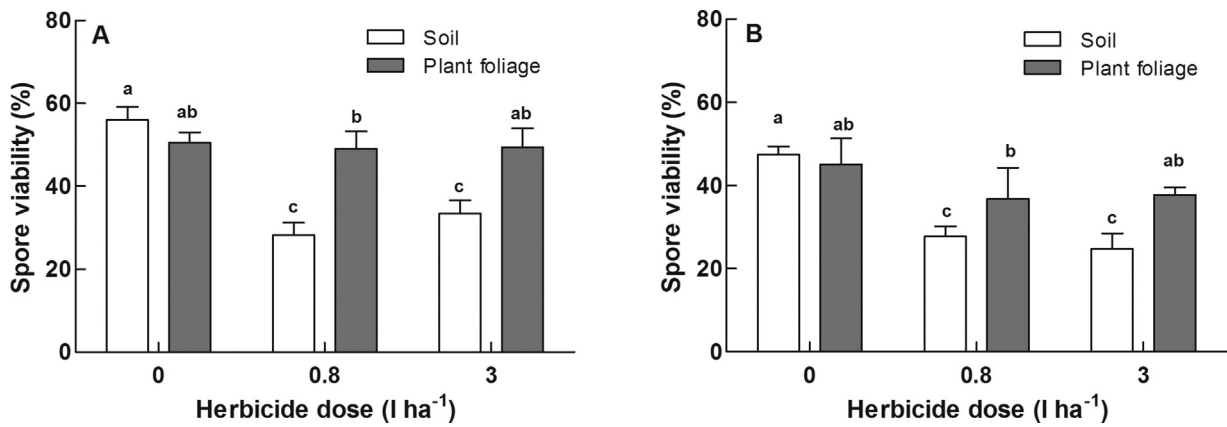 A
Soil
Plant foliage
Spore viability (%)
80
60
40
20
0
a
ab
c
b
c
ab
0
0.8
3
Herbicide dose (l ha⁻¹)
B
Soil
Plant foliage
Spore viability (%)
80
60
40
20
0
a
ab
c
b
c
ab
0
0.8
3
Herbicide dose (l ha⁻¹)